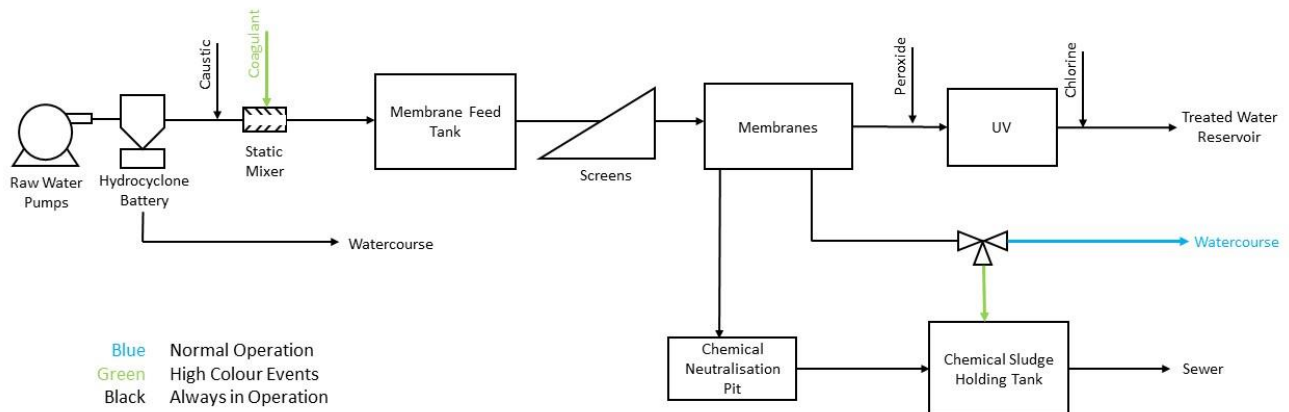 Caustic
Coagulant
Peroxide
Chlorine
Membrane Feed
Tank
Membranes
UV
Treated Water
Reservoir
Static
Mixer
Screens
Raw Water
Pumps
Hydrocyclone
Battery
Watercourse
Watercourse
Blue Normal Operation
Green High Colour Events
Black Always in Operation
Chemical
Neutralisation
Pit
Chemical Sludge
Holding Tank
Sewer